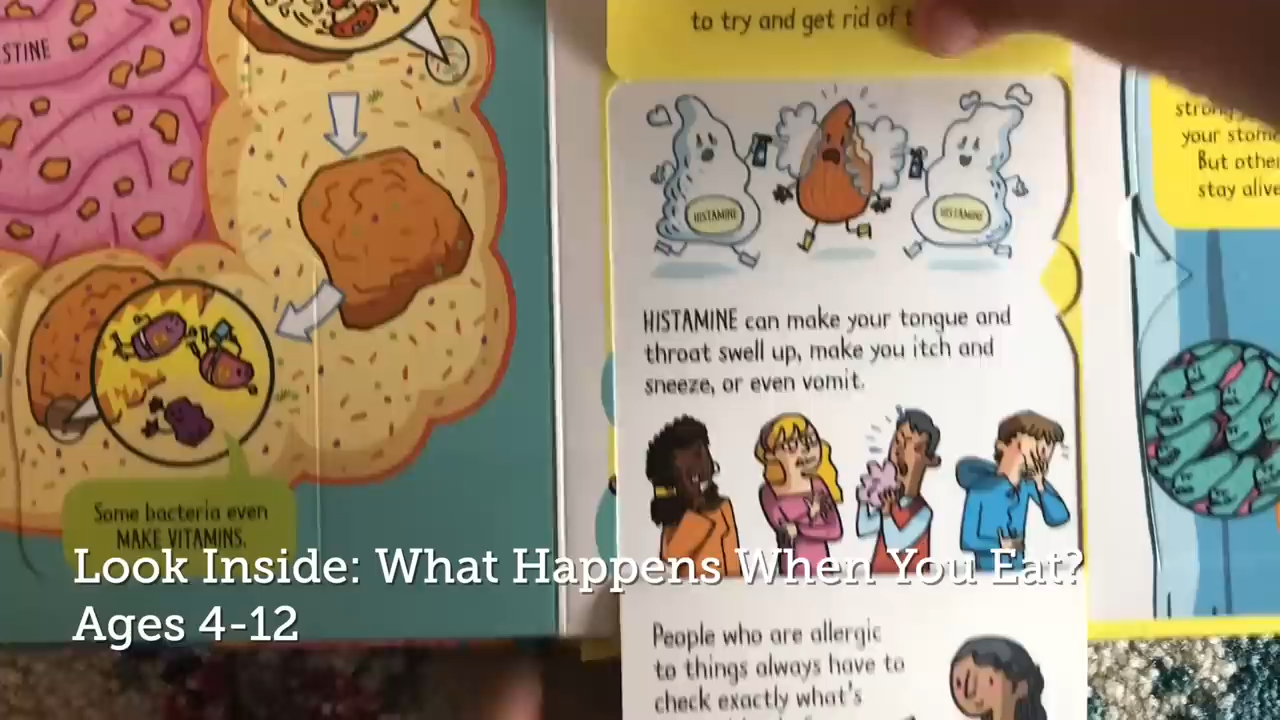 STINE
Some bacteria even
MAKE VITAMINS.
to try and get rid of
HISTAMINE
HISTAMINE
HISTAMINE can make your tongue and
throat swell up, make you itch and
sneeze, or even vomit.
People who are allergic
to things always have to
check exactly what's
your
But other
stay alive
Look Inside: What Happens When You Eat?
Ages 4-12